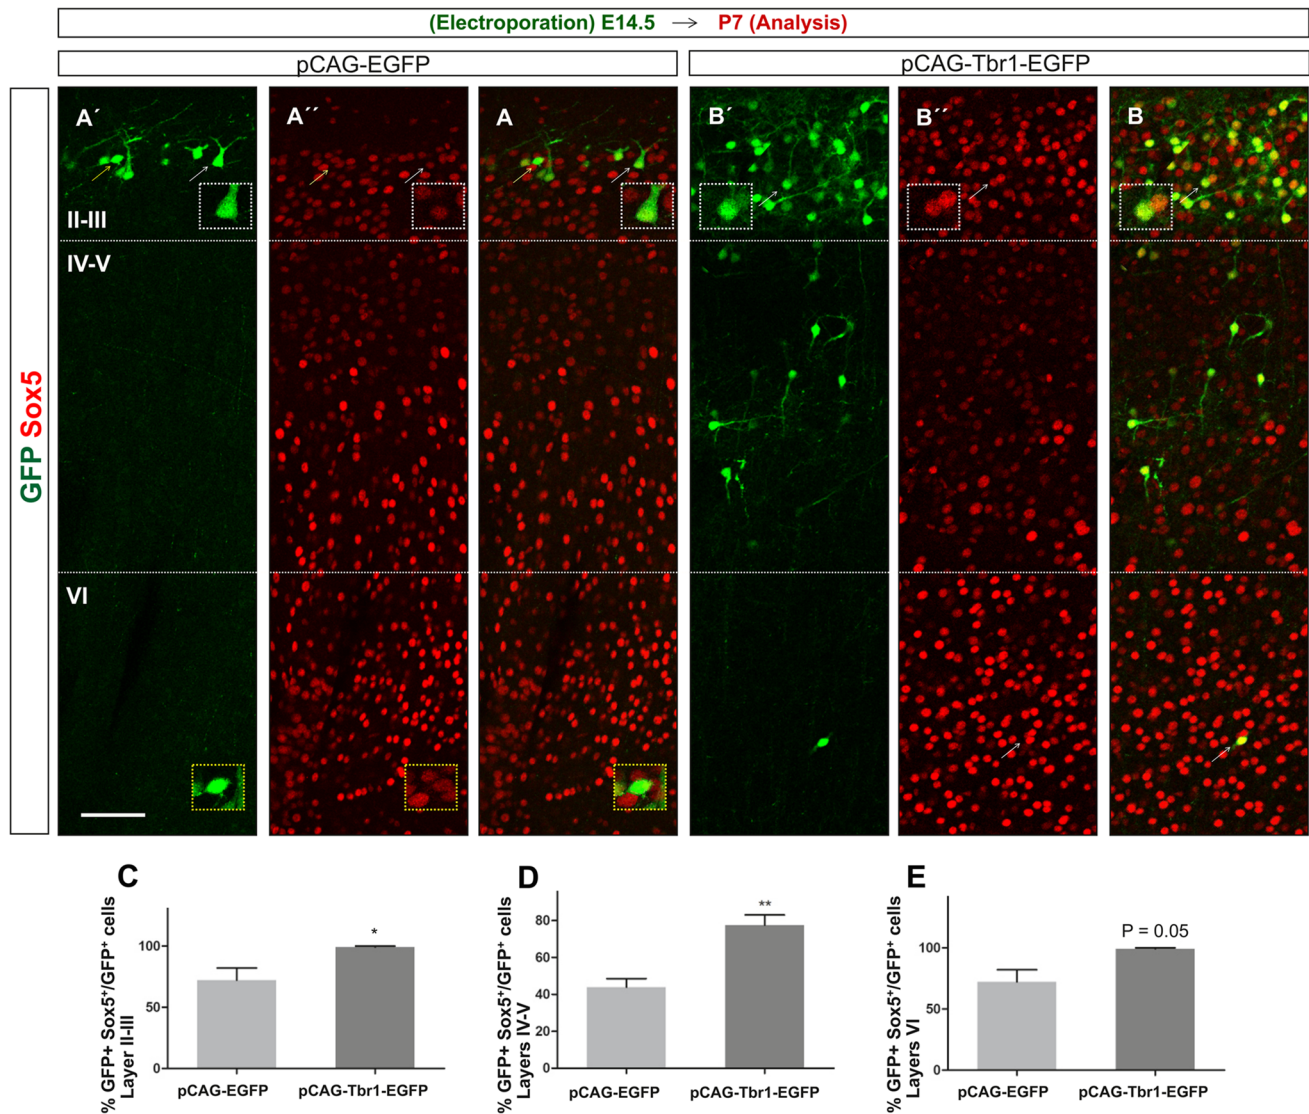 (Electroporation) E14.5 → P7 (Analysis)
pCAG-EGFP
pCAG-Tbr1-EGFP
GFP Sox5
A´
A´´
A
B´
B´´
B
II-III
IV-V
VI
C
% GFP+ Sox5⁺/GFP⁺ cells
Layer II-III
100
50
0
*
pCAG-EGFP
pCAG-Tbr1-EGFP
D
% GFP+ Sox5⁺/GFP⁺ cells
Layers IV-V
80
60
40
20
0
**
pCAG-EGFP
pCAG-Tbr1-EGFP
E
% GFP+ Sox5⁺/GFP⁺ cells
Layers VI
100
50
0
P = 0.05
pCAG-EGFP
pCAG-Tbr1-EGFP